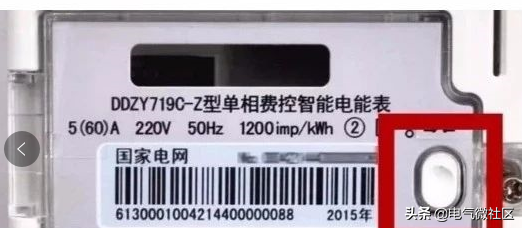 DDZY719C-Z型单相费控智能电能表
5(60)A 220V 50Hz 1200imp/kWh ②
国家电网
6130001004214400000088 2015年
头条 @电气微社区